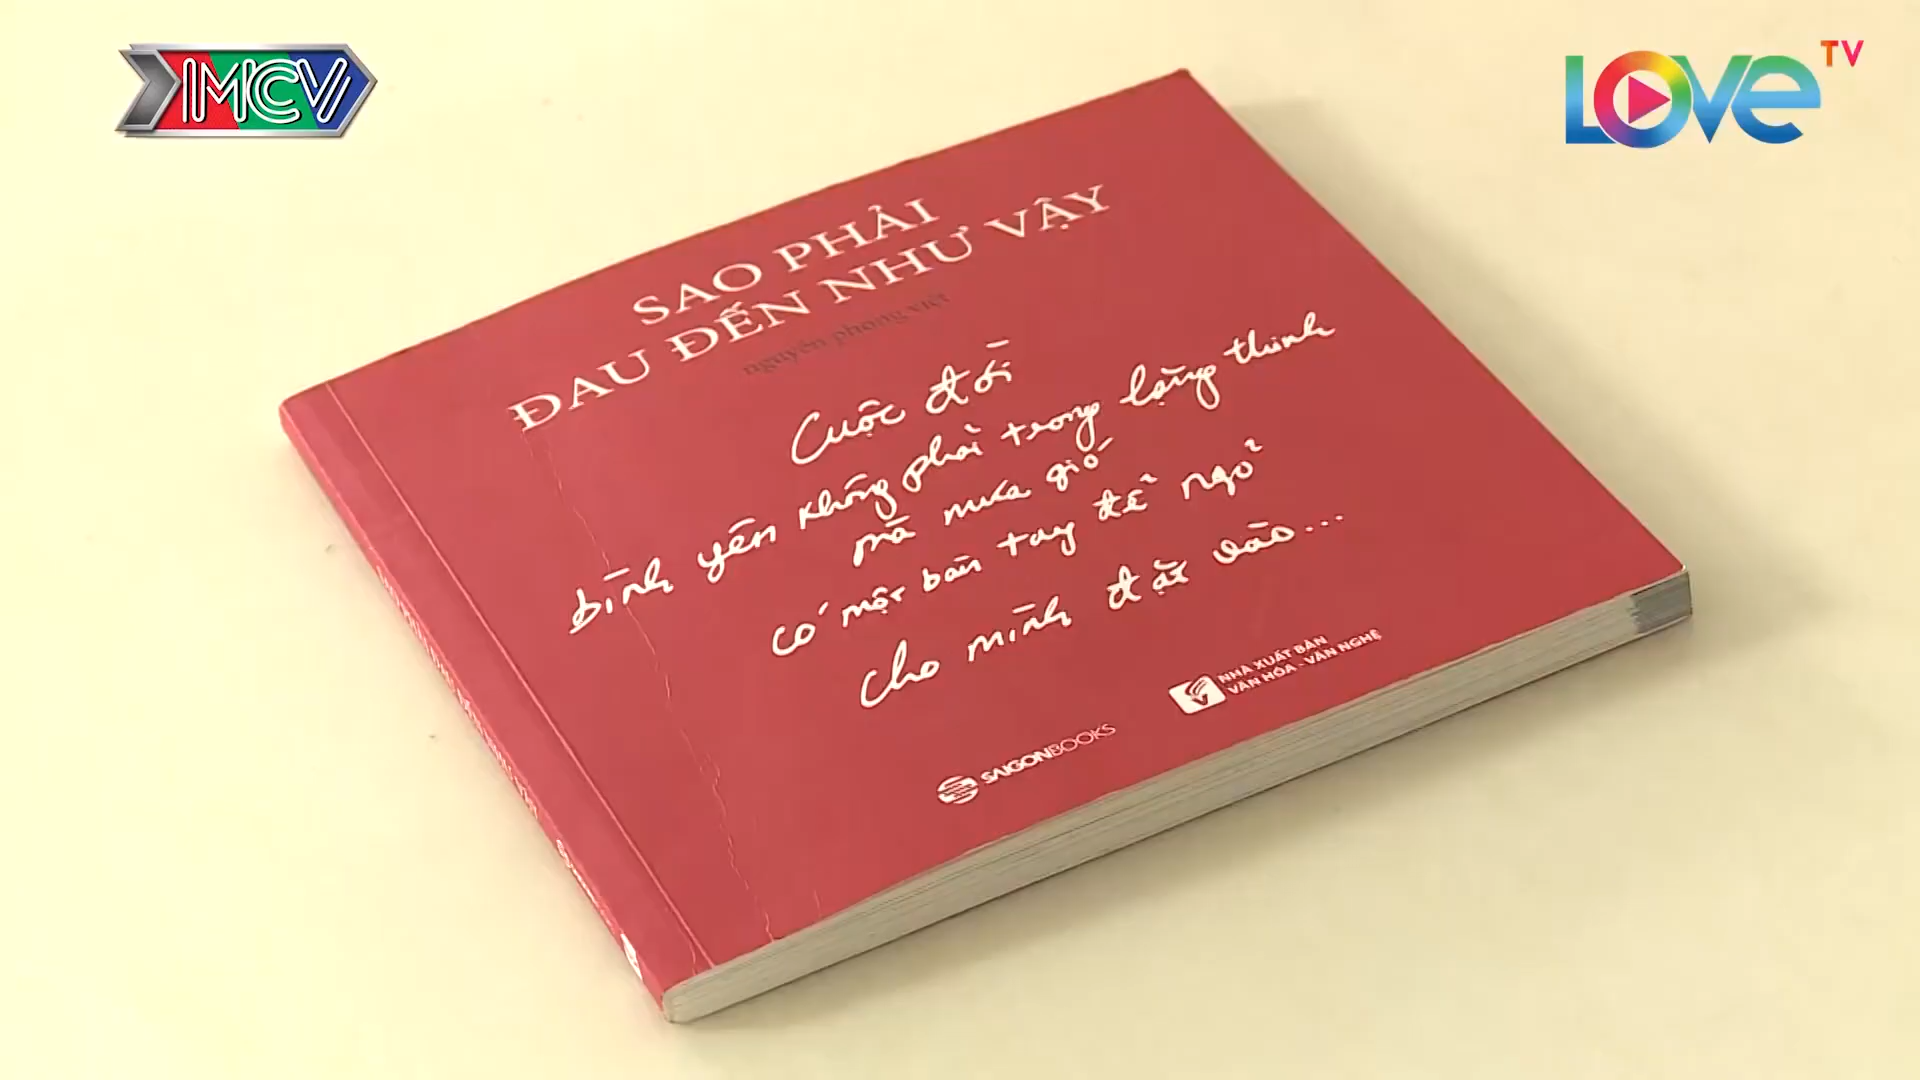 MCV
LOVE TV
SAO PHẢI
ĐAU ĐẾN NHƯ VẬY
nguyễn phong việt
Cuộc đời
bình yên không phải trong lặng thinh
mà mưa gió
có một bàn tay để ngỏ
cho mình đặt vào...
SAIGONBOOKS
NHÀ XUẤT BẢN
VĂN HÓA - VĂN NGHỆ